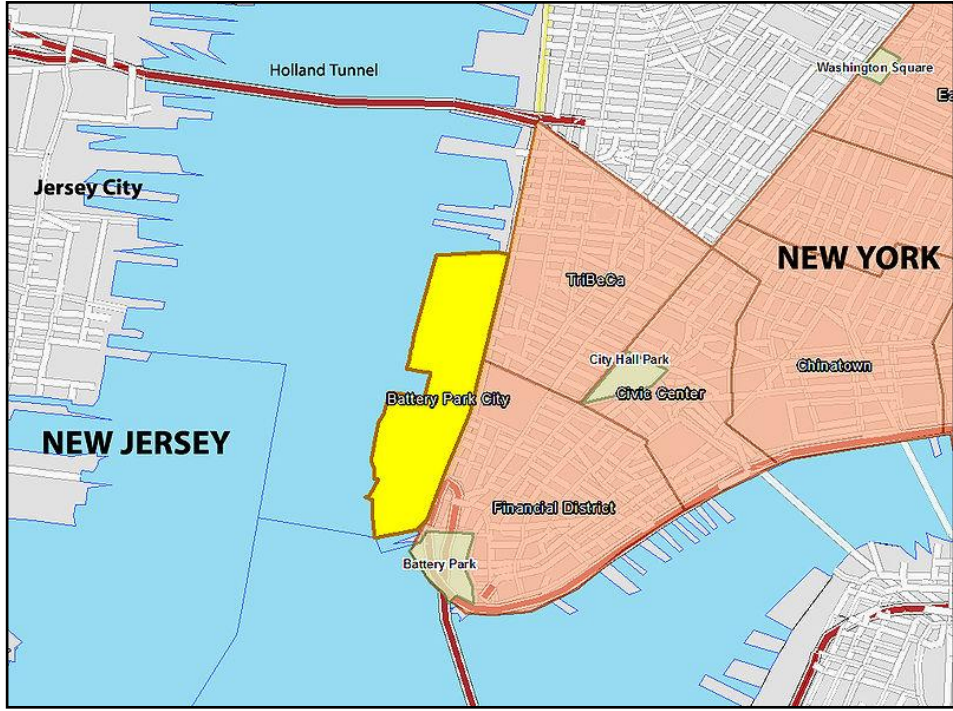 Holland Tunnel
Washington Square
Ea
Jersey City
NEW YORK
TriBeCa
City Hall Park
Chinatown
Civic Center
Battery Park City
NEW JERSEY
Financial District
Battery Park